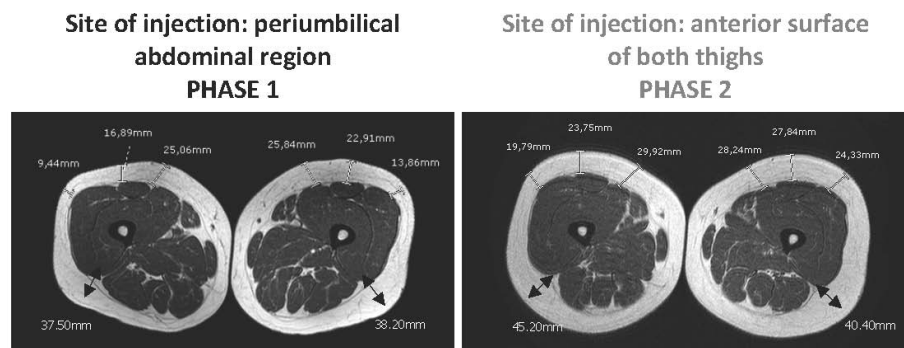 Site of injection: periumbilical
abdominal region
PHASE 1
Site of injection: anterior surface
of both thighs
PHASE 2
16,89mm
9,44mm
25,06mm
25,84mm
22,91mm
13,86mm
37.50mm
38.20mm
23,75mm
19,79mm
29,92mm
28,24mm
27,84mm
24,33mm
45.20mm
40.40mm